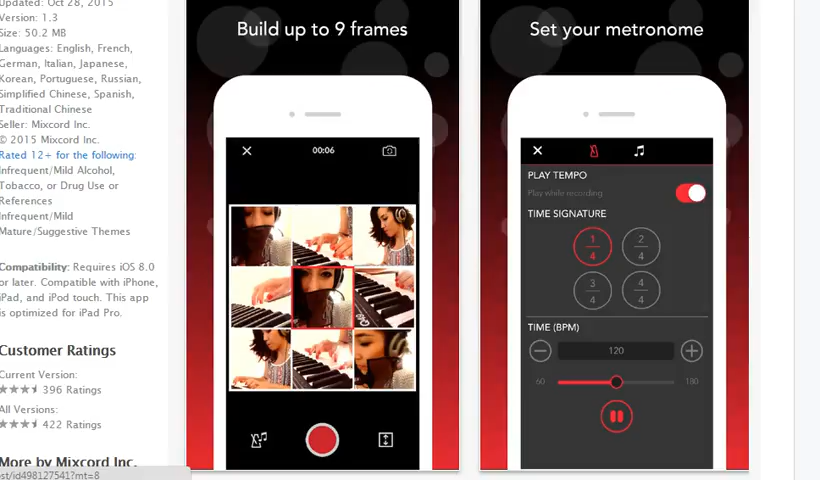 Updated: Oct 28, 2015
Version: 1.3
Size: 50.2 MB
Languages: English, French,
German, Italian, Japanese,
Korean, Portuguese, Russian,
Simplified Chinese, Spanish,
Traditional Chinese
Seller: Mixcord Inc.
© 2015 Mixcord Inc.
Rated 12+ for the following:
Infrequent/Mild Alcohol,
Tobacco, or Drug Use or
References
Infrequent/Mild
Mature/Suggestive Themes
Compatibility: Requires iOS 8.0
or later. Compatible with iPhone,
iPad, and iPod touch. This app
is optimized for iPad Pro.
Customer Ratings
Current Version:
396 Ratings
All Versions:
422 Ratings
More by Mixcord Inc.
st/id498127541?mt=8
Build up to 9 frames
00:06
Set your metronome
PLAY TEMPO
Play while recording
TIME SIGNATURE
1/4 2/4
3/4 4/4
TIME (BPM)
120
60 180